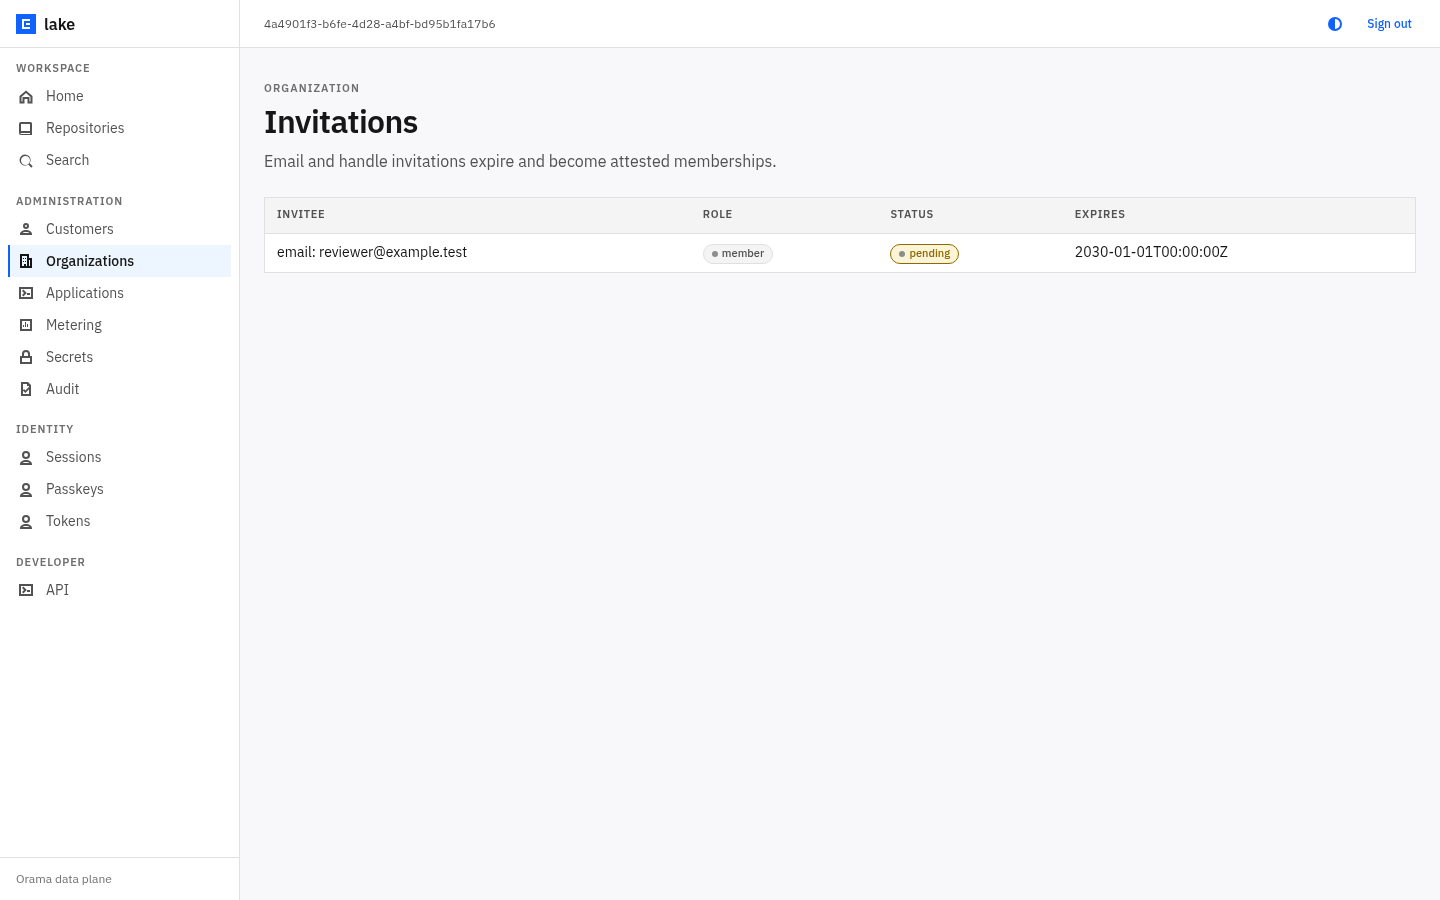 lake
4a4901f3-b6fe-4d28-a4bf-bd95b1fa17b6
Sign out
WORKSPACE
Home
Repositories
Search
ADMINISTRATION
Customers
Organizations
Applications
Metering
Secrets
Audit
IDENTITY
Sessions
Passkeys
Tokens
DEVELOPER
API
Orama data plane
ORGANIZATION
Invitations
Email and handle invitations expire and become attested memberships.
INVITEE ROLE STATUS EXPIRES
email: reviewer@example.test member pending 2030-01-01T00:00:00Z